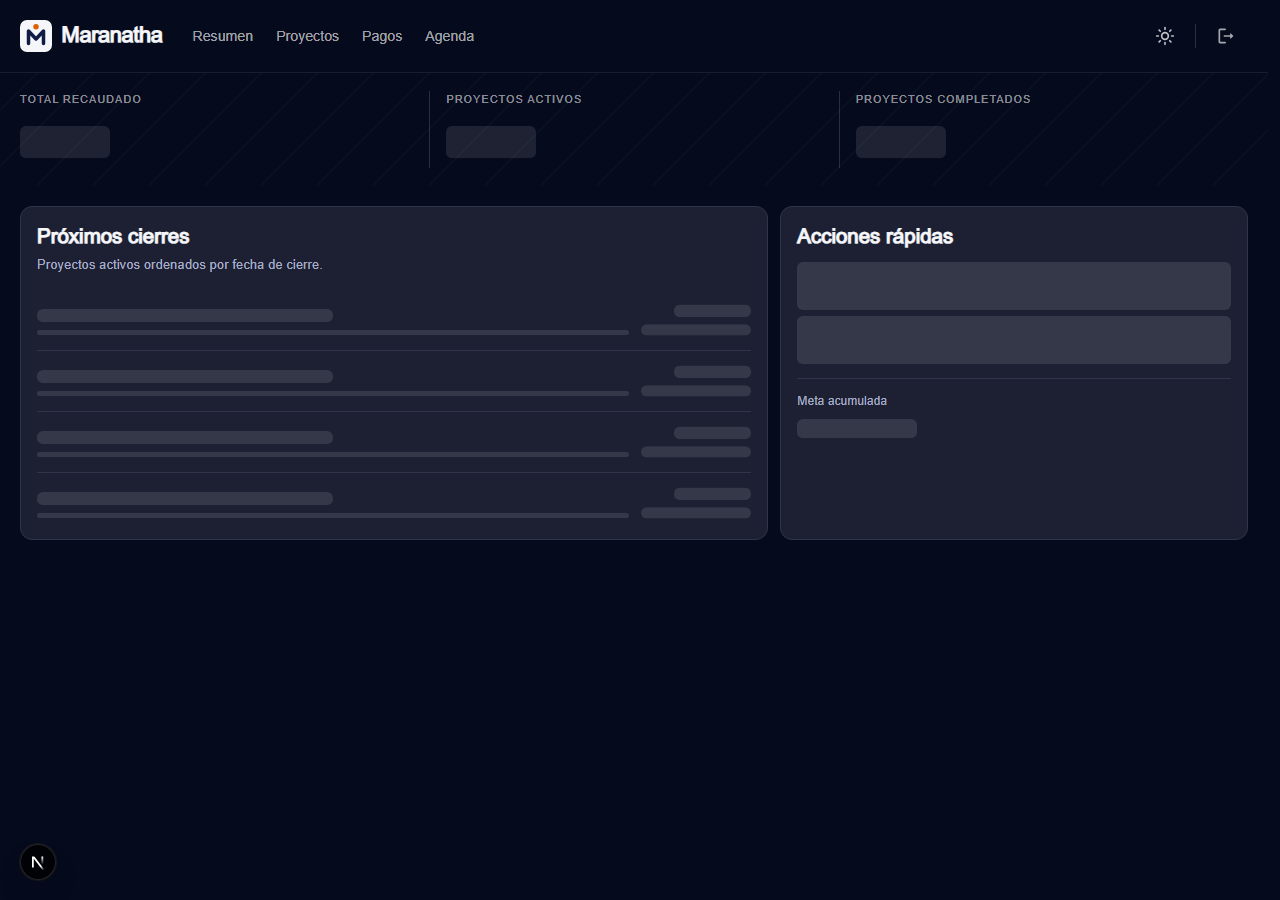 Maranatha
Resumen
Proyectos
Pagos
Agenda
TOTAL RECAUDADO
PROYECTOS ACTIVOS
PROYECTOS COMPLETADOS
Próximos cierres
Proyectos activos ordenados por fecha de cierre.
Acciones rápidas
Meta acumulada